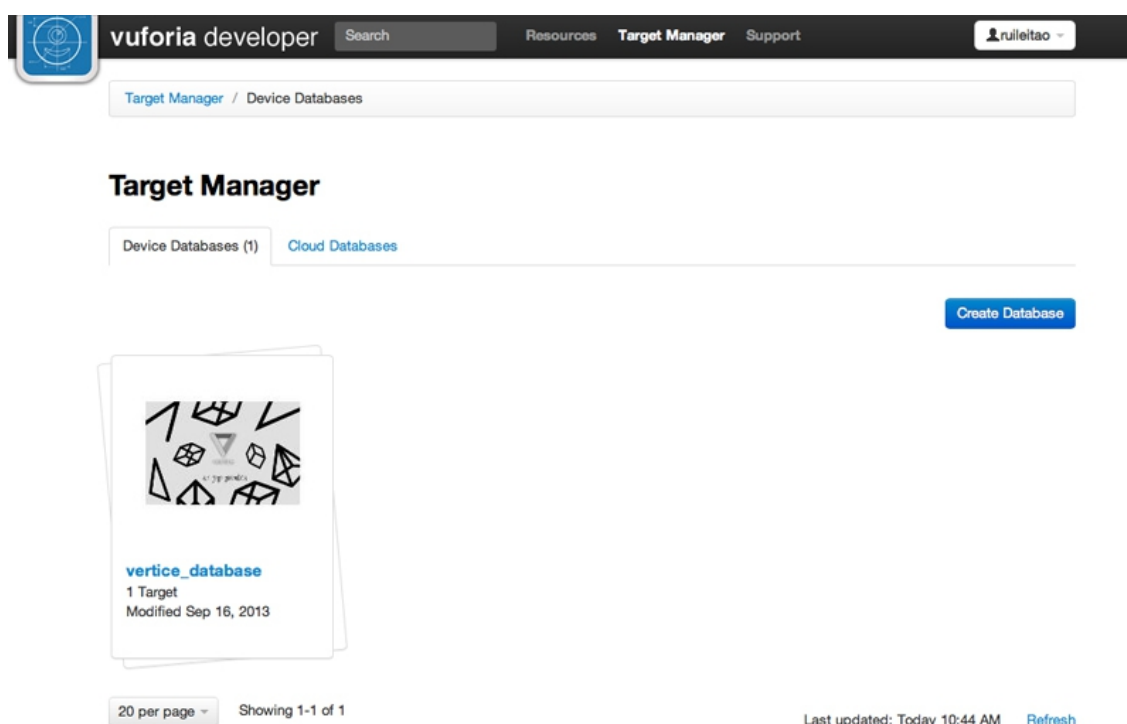 vuforia developer Search Resources Target Manager Support ruileitao
Target Manager / Device Databases
Target Manager
Device Databases (1) Cloud Databases
Create Database
vertice_database
1 Target
Modified Sep 16, 2013
20 per page Showing 1-1 of 1
Last updated: Today 10:44 AM Refresh